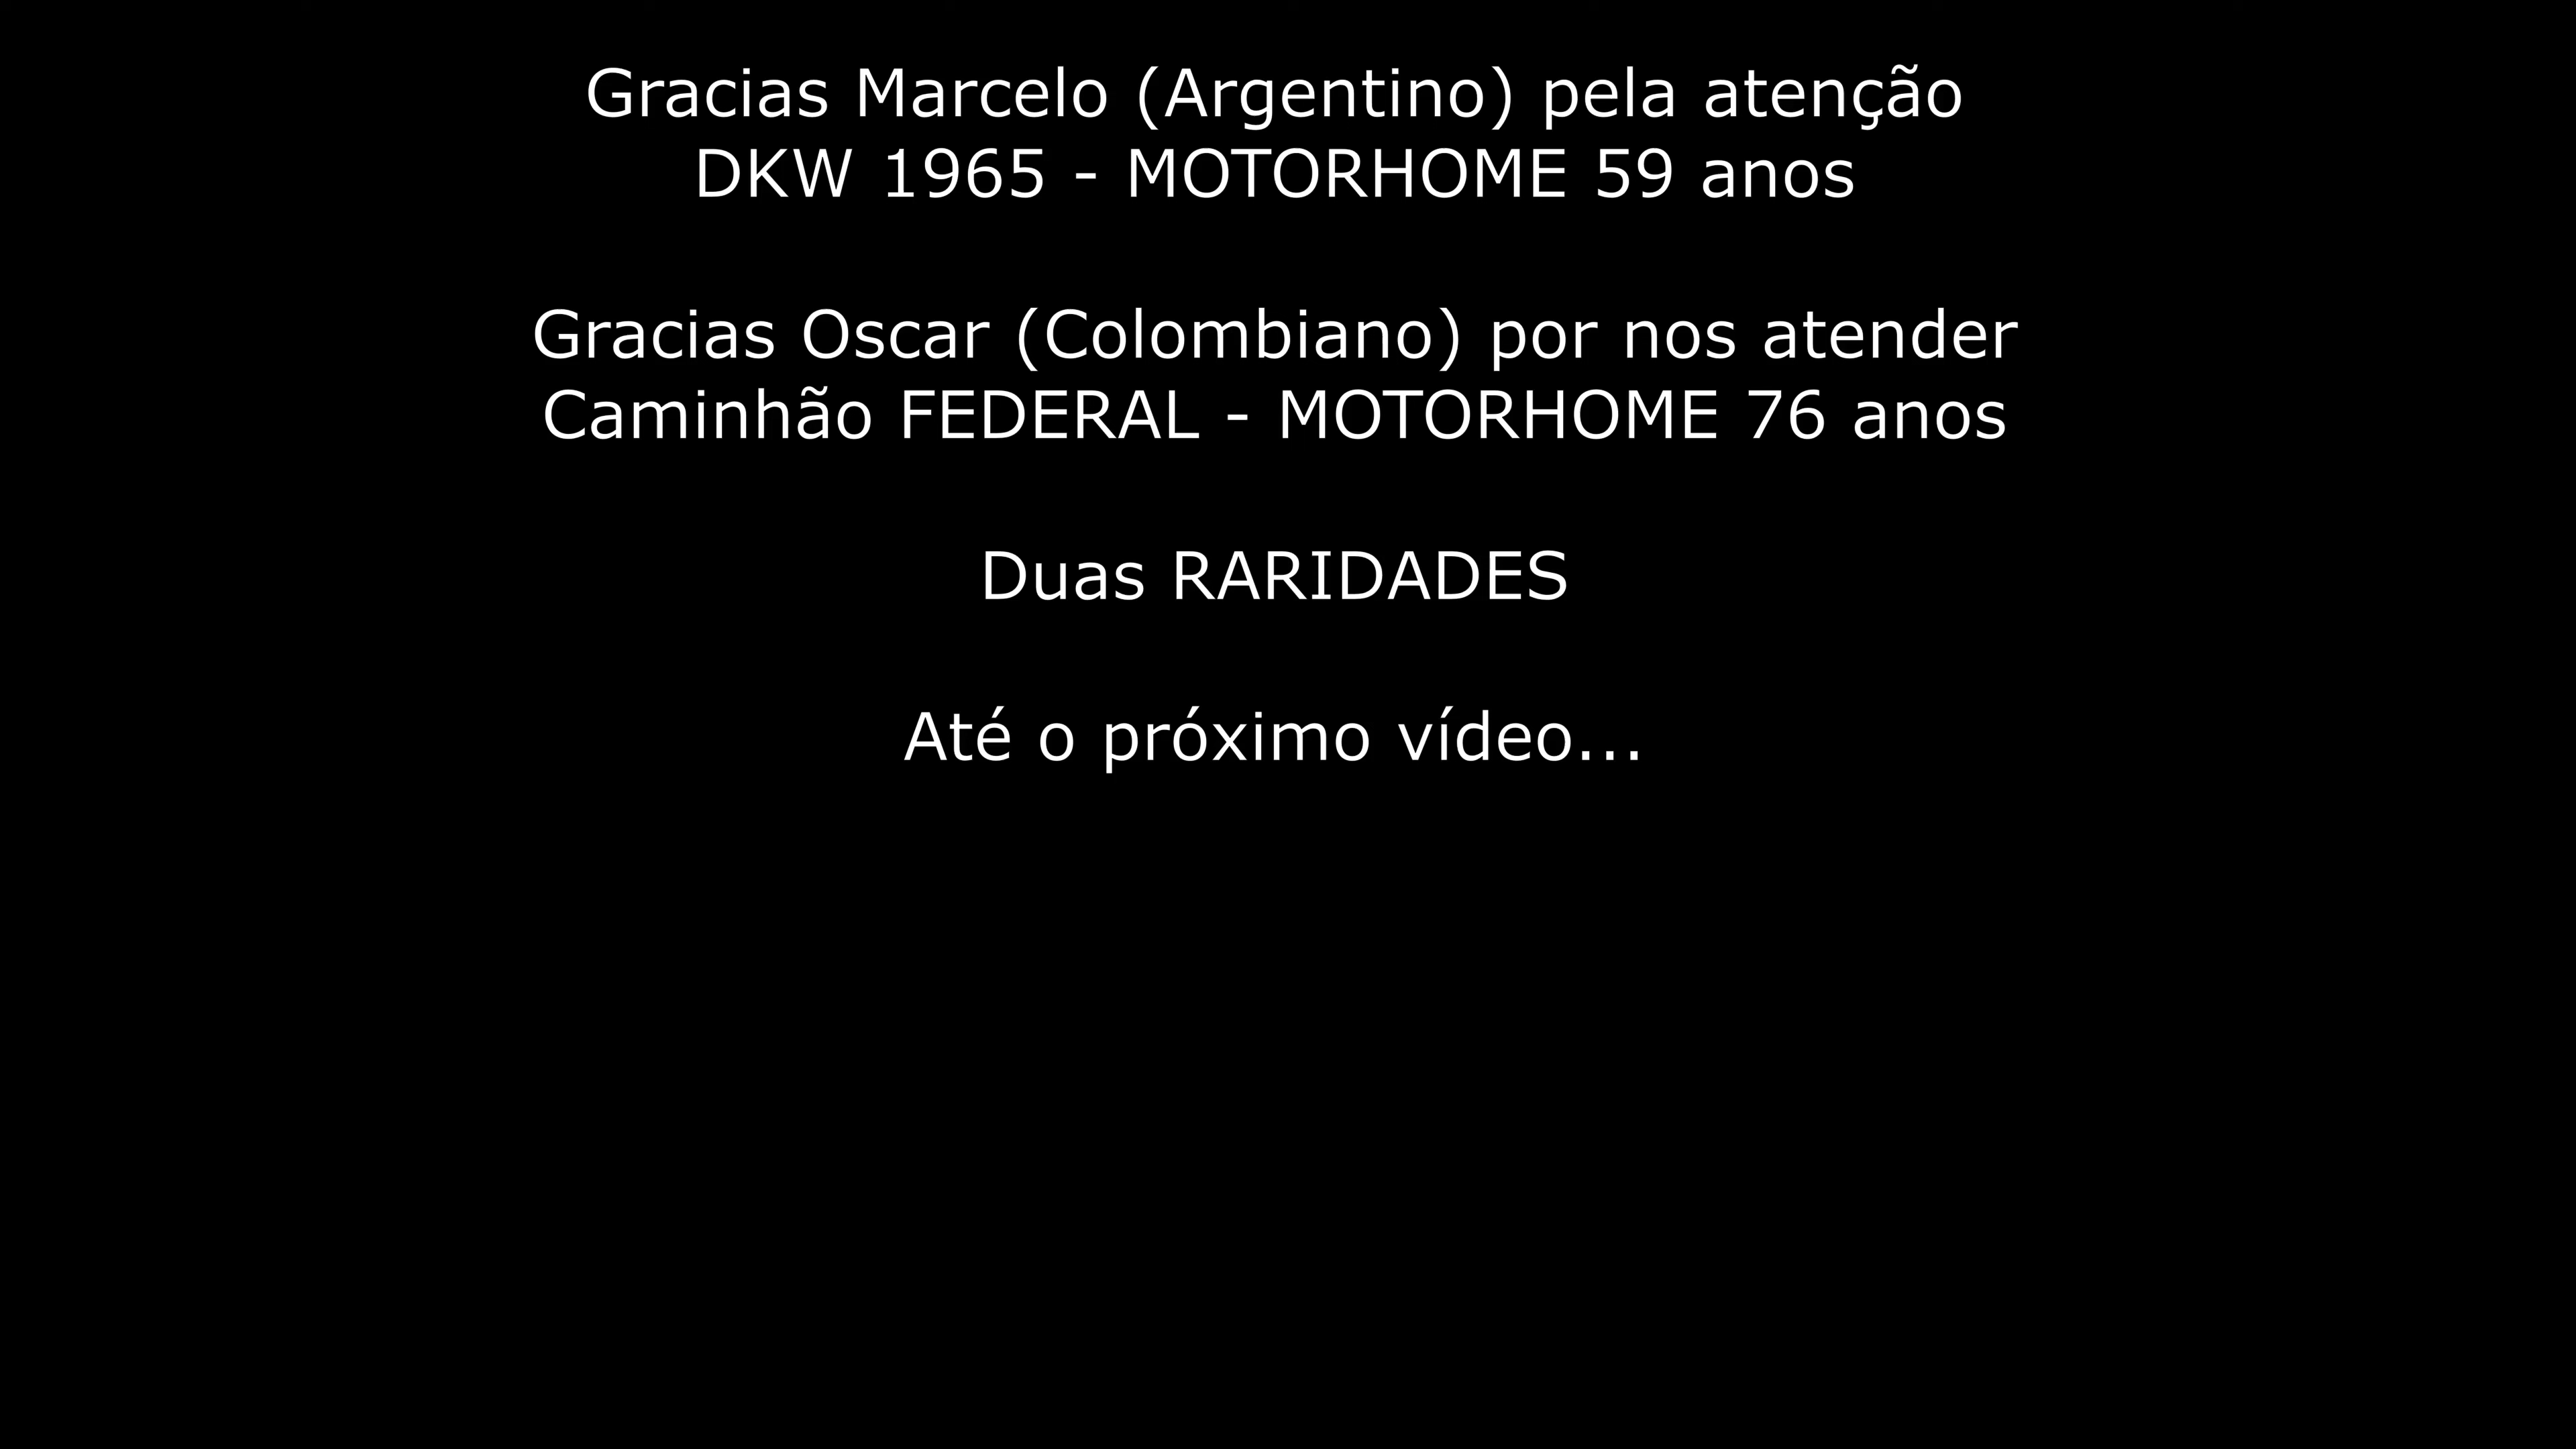 Gracias Marcelo (Argentino) pela atenção
DKW 1965 - MOTORHOME 59 anos
Gracias Oscar (Colombiano) por nos atender
Caminhão FEDERAL - MOTORHOME 76 anos
Duas RARIDADES
Até o próximo vídeo...